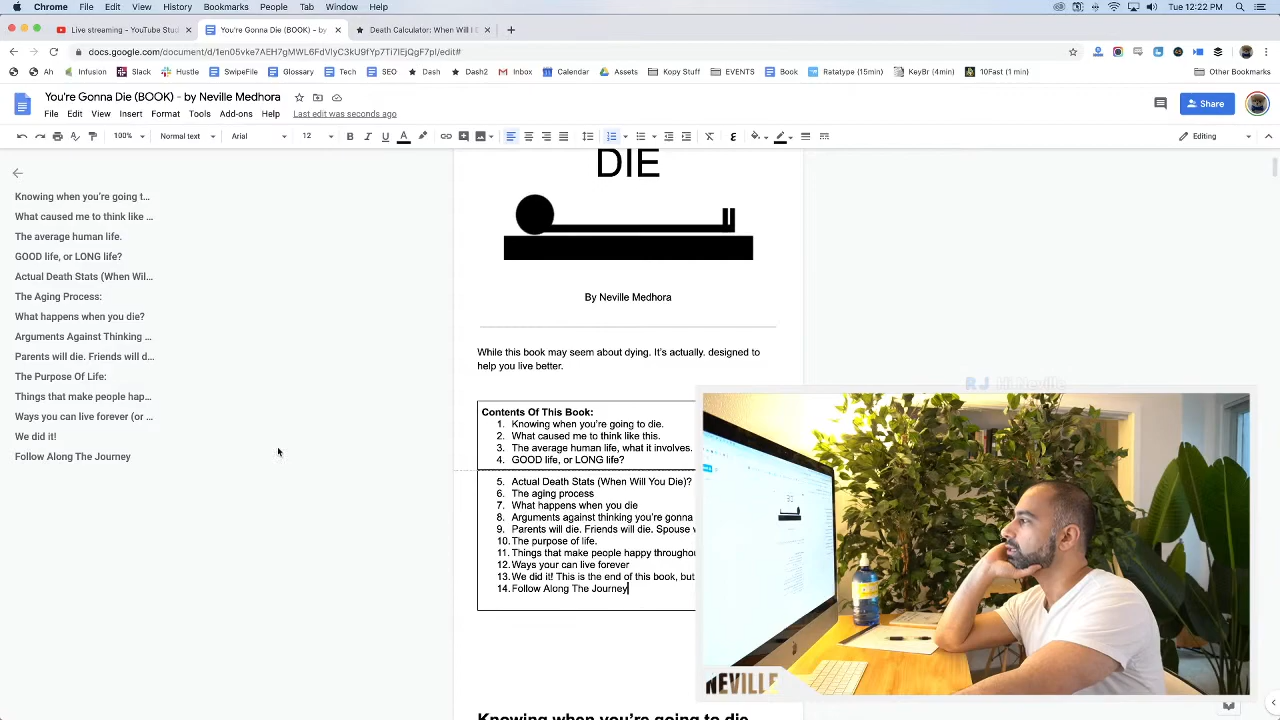 Chrome File Edit View History Bookmarks People Tab Window Help
Tue 12:22 PM
Live streaming - YouTube Stud
You're Gonna Die (BOOK) - by
Death Calculator: When Will I D
docs.google.com/document/d/1en05vke7AEH7gMWL6FdVlyC3kU9fYp7Ti7lEjQgF7pI/edit#
Ah Infusion Slack Hustle SwipeFile Glossary Tech SEO Dash Dash2 Inbox Calendar Assets Kopy Stuff EVENTS Book Ratatype (15min) KeyBr (4min) 10Fast (1 min) Other Bookmarks
You're Gonna Die (BOOK) - by Neville Medhora
File Edit View Insert Format Tools Add-ons Help Last edit was seconds ago
Share
100% Normal text Arial 12 B I U A Editing
Knowing when you're going t...
What caused me to think like ...
The average human life.
GOOD life, or LONG life?
Actual Death Stats (When Wil...
The Aging Process:
What happens when you die?
Arguments Against Thinking ...
Parents will die. Friends will d...
The Purpose Of Life:
Things that make people hap...
Ways you can live forever (or ...
We did it!
Follow Along The Journey
DIE
By Neville Medhora
While this book may seem about dying. It's actually. designed to
help you live better.
Contents Of This Book:
1. Knowing when you're going to die.
2. What caused me to think like this.
3. The average human life, what it involves.
4. GOOD life, or LONG life?
5. Actual Death Stats (When Will You Die)?
6. The aging process
7. What happens when you die
8. Arguments against thinking you're gonna
9. Parents will die. Friends will die. Spouse
10. The purpose of life.
11. Things that make people happy
12. Ways your can live forever
13. We did it! This is the end of this book, but
14. Follow Along The Journey
Knowing when you're going to die
RJ Hi Neville
NEVILLE